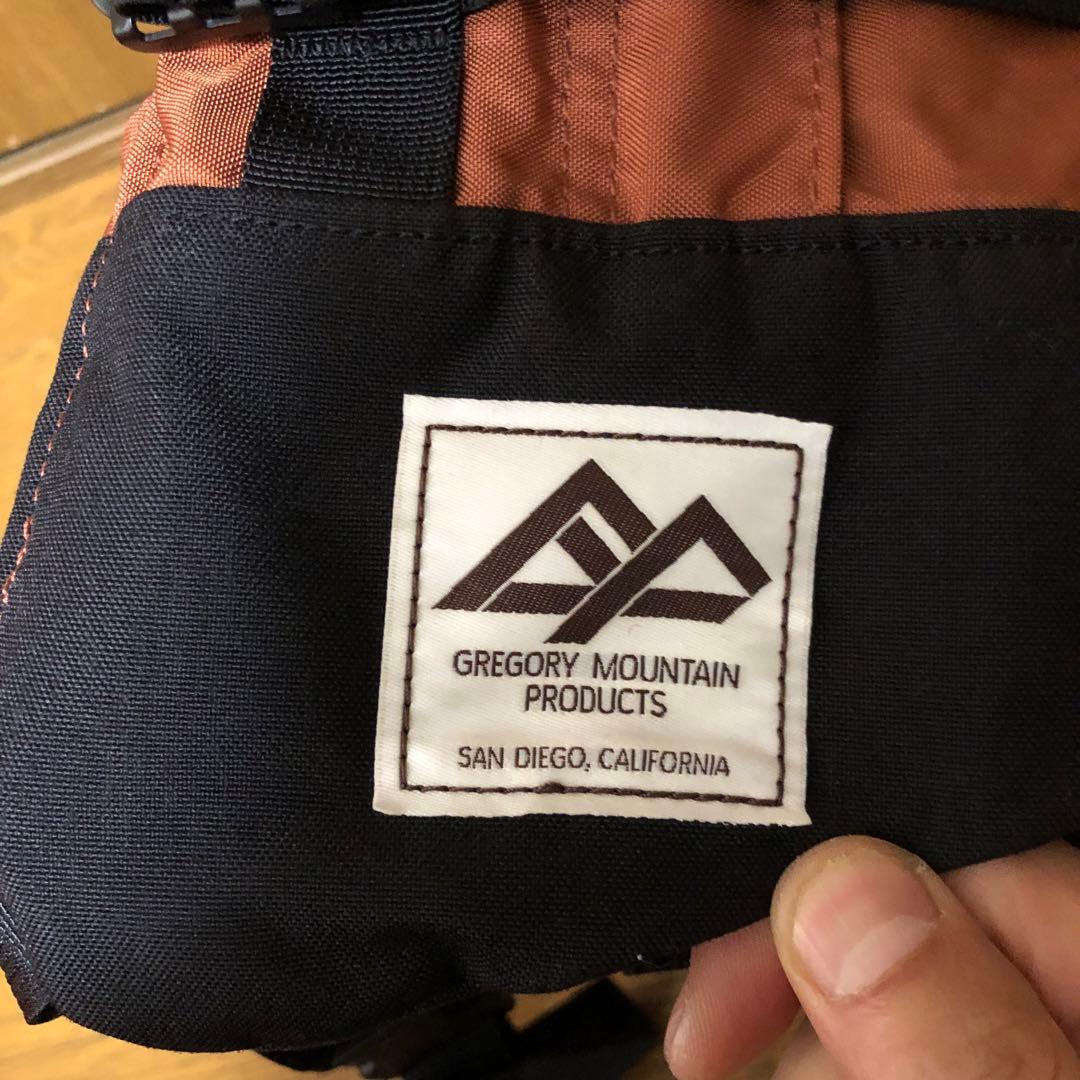 GREGORY MOUNTAIN
PRODUCTS
SAN DIEGO, CALIFORNIA